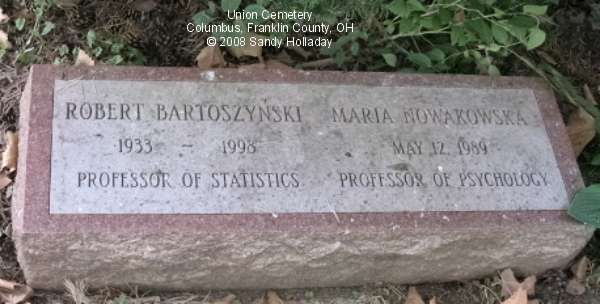 Union Cemetery
Columbus, Franklin County, OH
© 2008 Sandy Holladay
ROBERT BARTOSZYŃSKI
1933 - 1998
PROFESSOR OF STATISTICS
MARIA NOWAKOWSKA
MAY 12, 1989
PROFESSOR OF PSYCHOLOGY